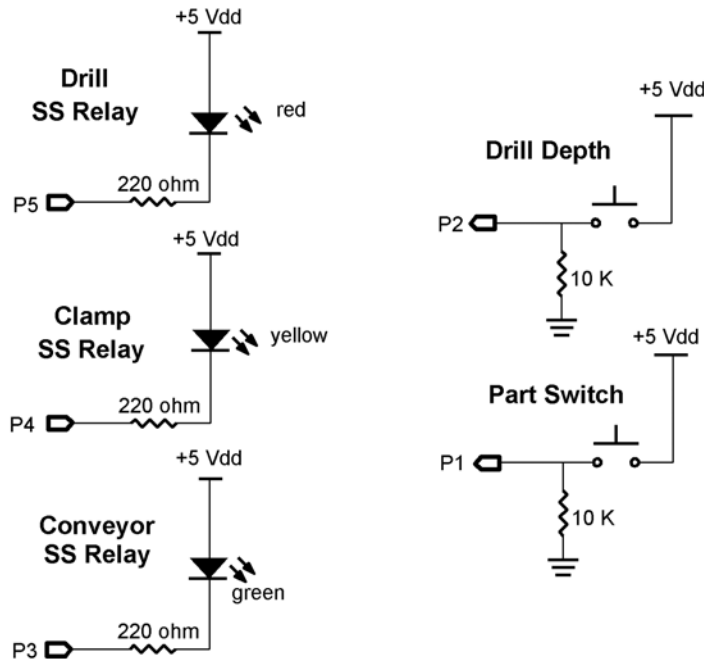 +5 Vdd
Drill
SS Relay
red
220 ohm
P5
+5 Vdd
Clamp
SS Relay
yellow
220 ohm
P4
+5 Vdd
Conveyor
SS Relay
green
220 ohm
P3
+5 Vdd
Drill Depth
P2
10 K
+5 Vdd
Part Switch
P1
10 K